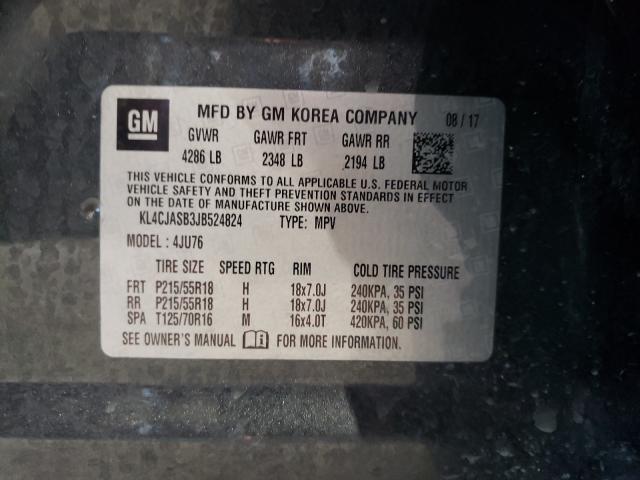 GM MFD BY GM KOREA COMPANY 08 / 17
GVWR GAWR FRT GAWR RR
4286 LB 2348 LB 2194 LB
THIS VEHICLE CONFORMS TO ALL APPLICABLE U.S. FEDERAL MOTOR
VEHICLE SAFETY AND THEFT PREVENTION STANDARDS IN EFFECT
ON THE DATE OF MANUFACTURE SHOWN ABOVE.
KL4CJASB3JB524824 TYPE: MPV
MODEL : 4JU76
TIRE SIZE SPEED RTG RIM COLD TIRE PRESSURE
FRT P215/55R18 H 18x7.0J 240KPA, 35 PSI
RR P215/55R18 H 18x7.0J 240KPA, 35 PSI
SPA T125/70R16 M 16x4.0T 420KPA, 60 PSI
SEE OWNER'S MANUAL FOR MORE INFORMATION.